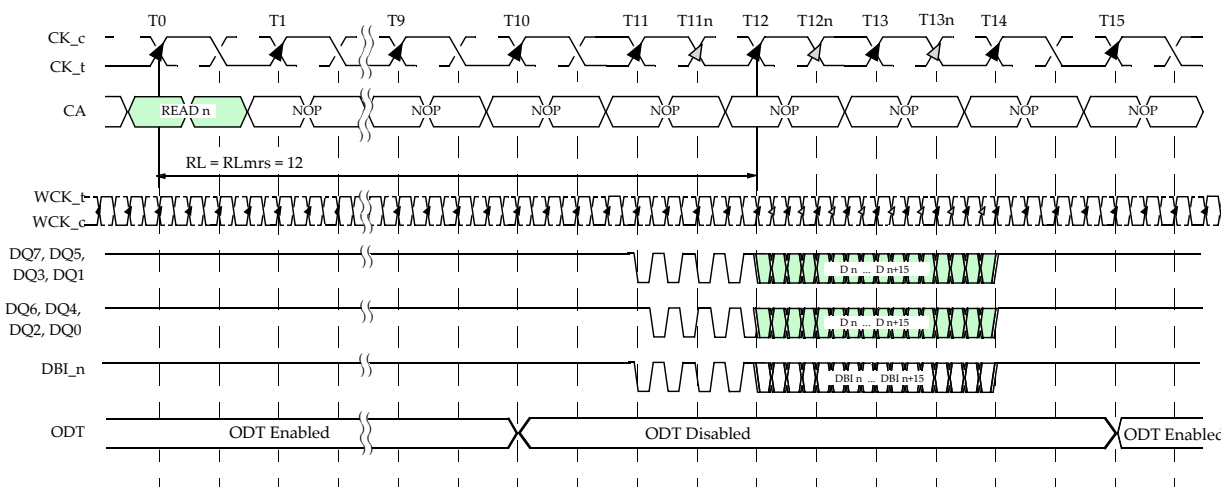 T0 T1 T9 T10 T11 T11n T12 T12n T13 T13n T14 T15
CK_c
CK_t
CA READ n NOP NOP NOP NOP NOP NOP NOP NOP
RL = RLmrs = 12
WCK_t
WCK_c
DQ7, DQ5,
DQ3, DQ1
D n ... D n+15
DQ6, DQ4,
DQ2, DQ0
D n ... D n+15
DBI_n
DBI n ... DBI n+15
ODT ODT Enabled ODT Disabled ODT Enabled